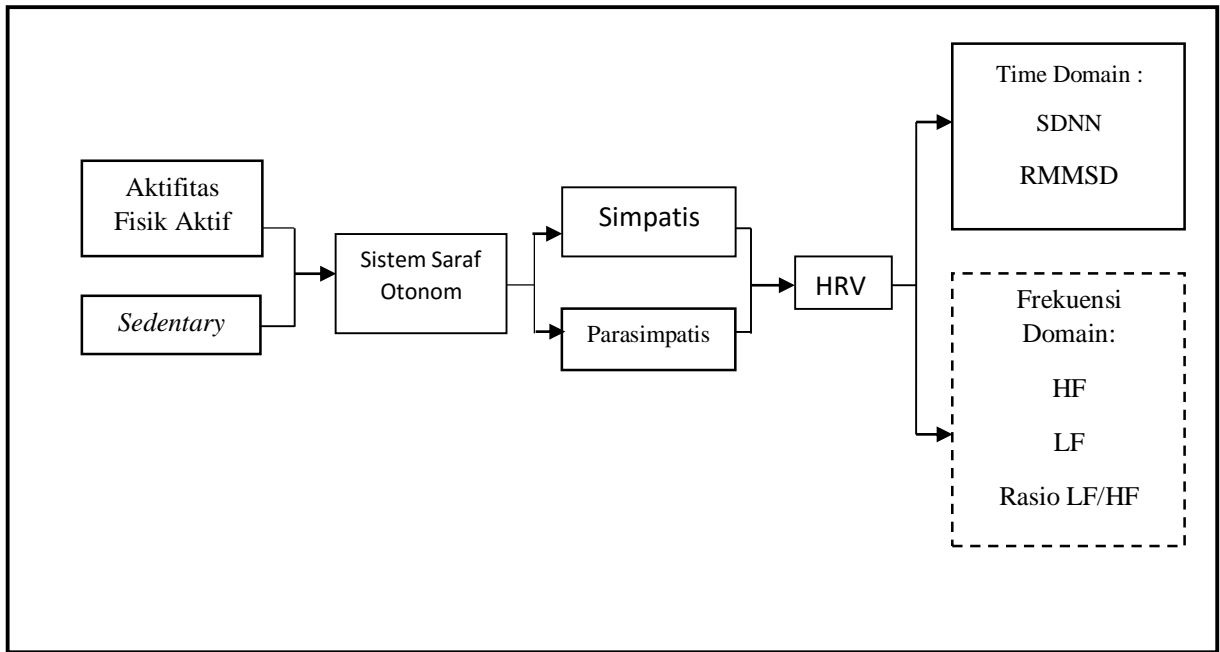 Aktifitas
Fisik Aktif
Sedentary
Sistem Saraf
Otonom
Simpatis
Parasimpatis
HRV
Time Domain :
SDNN
RMMSD
Frekuensi
Domain:
HF
LF
Rasio LF/HF